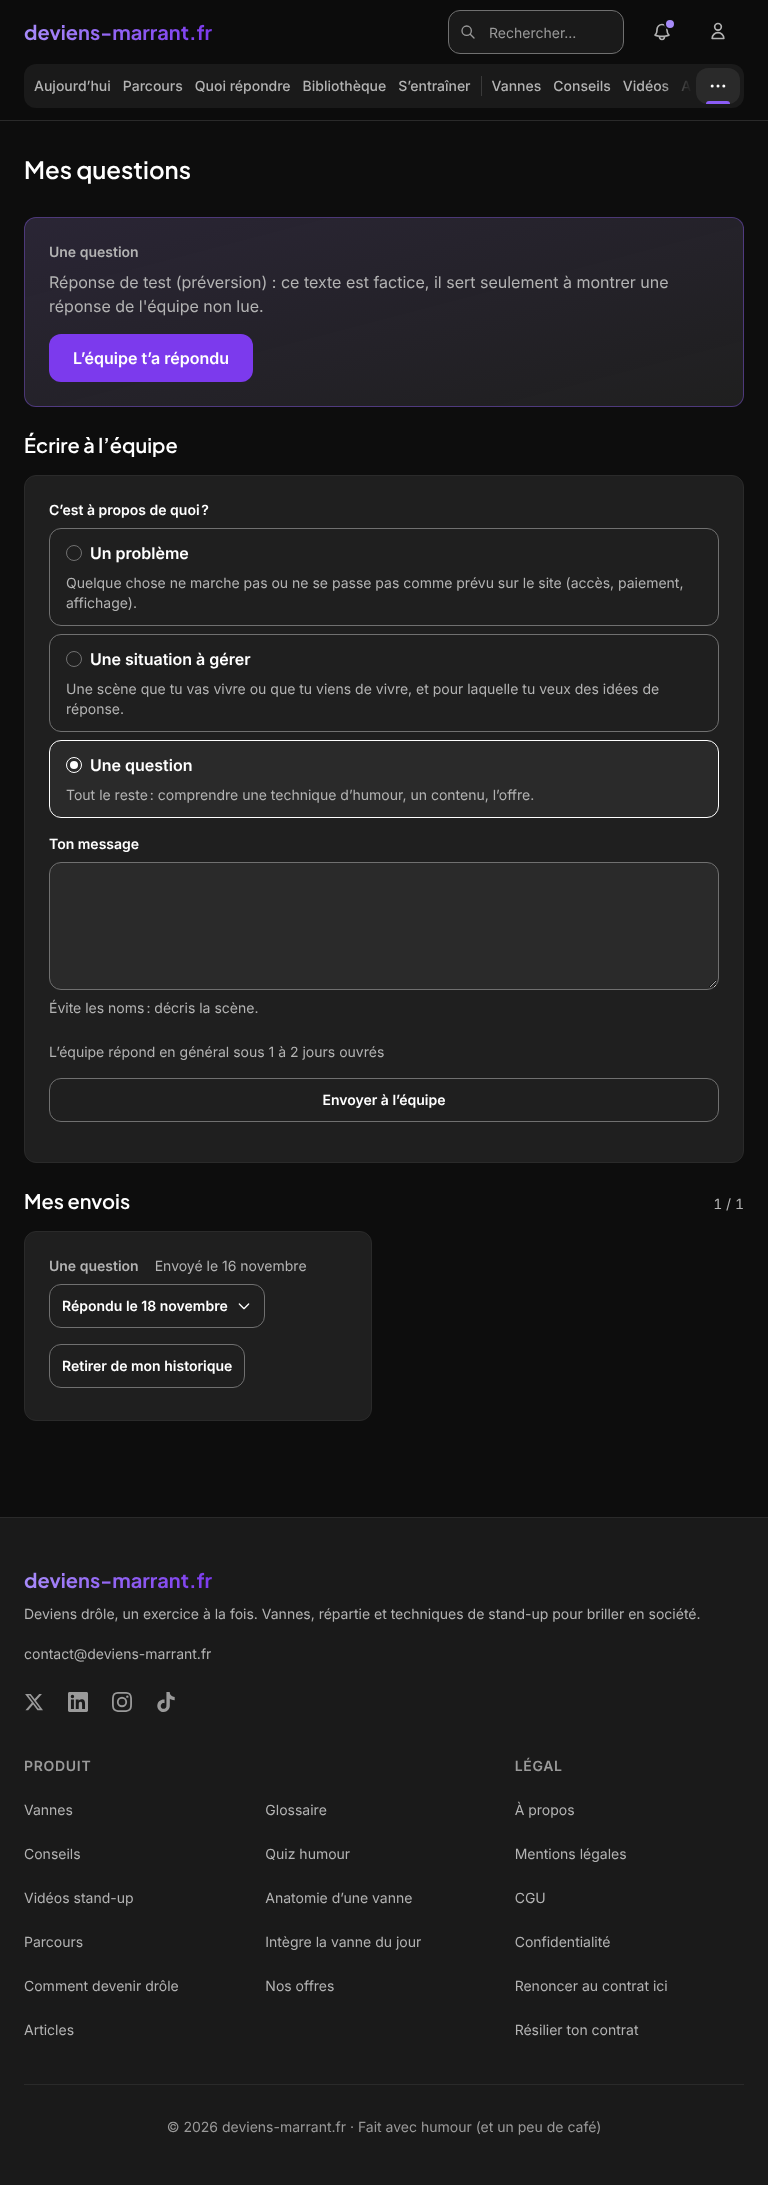 deviens-marrant.fr
Rechercher...
Aujourd’hui Parcours Quoi répondre Bibliothèque S’entraîner Vannes Conseils Vidéos
Mes questions
Une question
Réponse de test (préversion) : ce texte est factice, il sert seulement à montrer une
réponse de l'équipe non lue.
L’équipe t’a répondu
Écrire à l’équipe
C’est à propos de quoi ?
Un problème
Quelque chose ne marche pas ou ne se passe pas comme prévu sur le site (accès, paiement,
affichage).
Une situation à gérer
Une scène que tu vas vivre ou que tu viens de vivre, et pour laquelle tu veux des idées de
réponse.
Une question
Tout le reste : comprendre une technique d’humour, un contenu, l’offre.
Ton message
Évite les noms : décris la scène.
L’équipe répond en général sous 1 à 2 jours ouvrés
Envoyer à l’équipe
Mes envois
1 / 1
Une question Envoyé le 16 novembre
Répondu le 18 novembre
Retirer de mon historique
deviens-marrant.fr
Deviens drôle, un exercice à la fois. Vannes, répartie et techniques de stand-up pour briller en société.
contact@deviens-marrant.fr
PRODUIT
Vannes
Conseils
Vidéos stand-up
Parcours
Comment devenir drôle
Articles
Glossaire
Quiz humour
Anatomie d’une vanne
Intègre la vanne du jour
Nos offres
LÉGAL
À propos
Mentions légales
CGU
Confidentialité
Renoncer au contrat ici
Résilier ton contrat
© 2026 deviens-marrant.fr · Fait avec humour (et un peu de café)